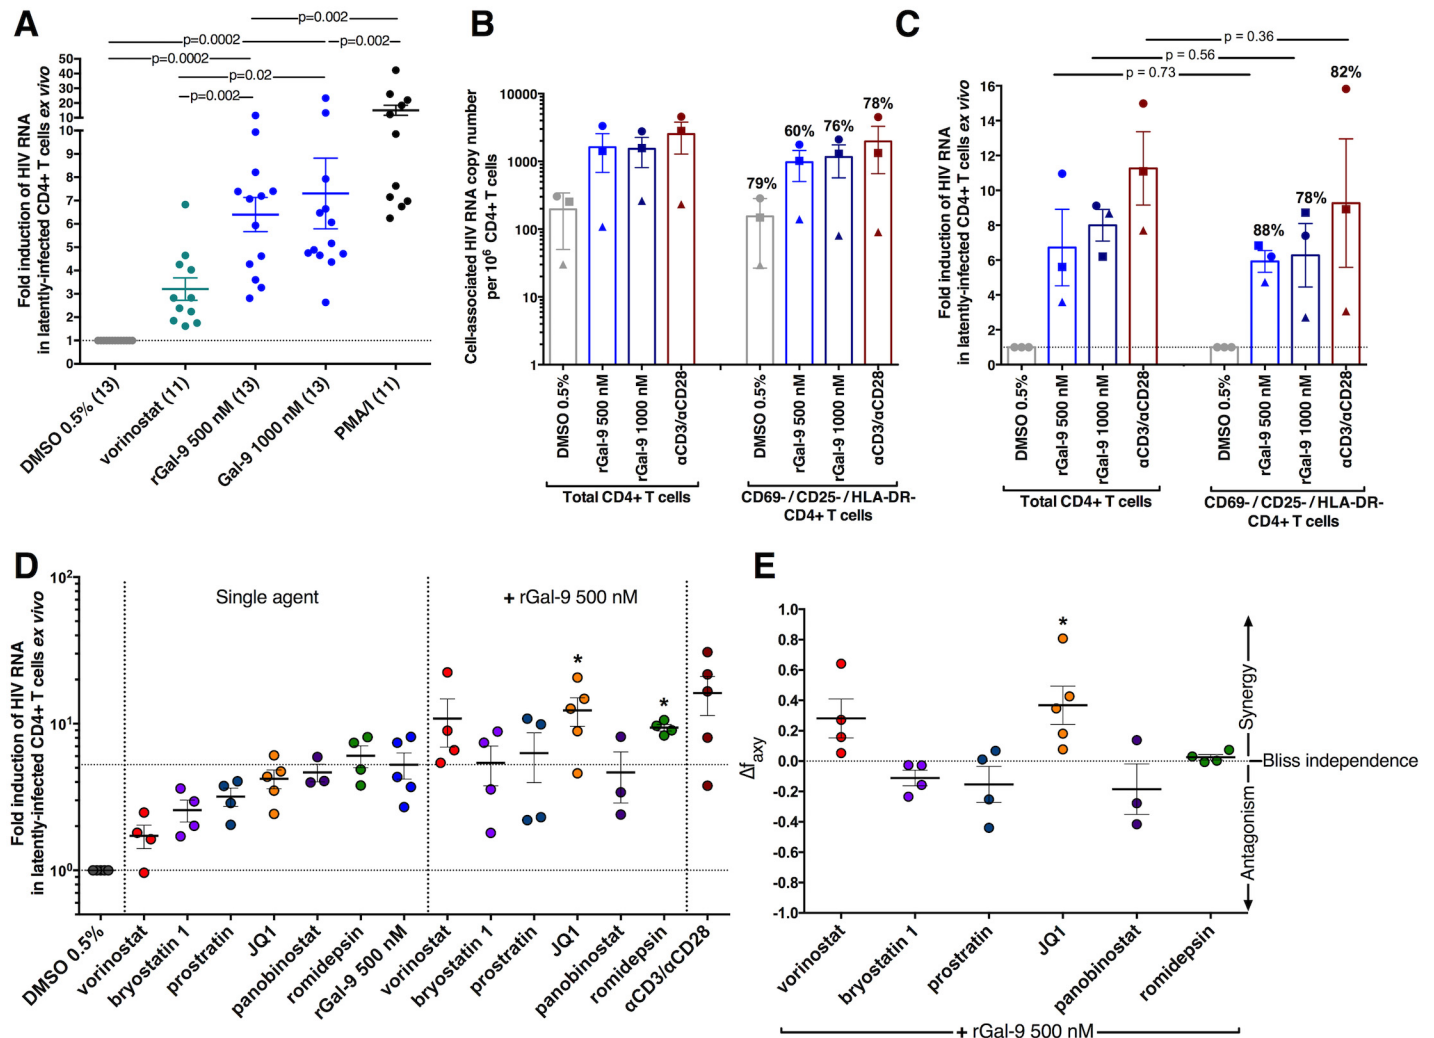 A
p=0.002
p=0.0002
p=0.002
p=0.0002
p=0.02
p=0.002
Fold induction of HIV RNA
in latently-infected CD4+ T cells ex vivo
50
40
30
20
10
10
9
8
7
6
5
4
3
2
1
0
DMSO 0.5% (13)
vorinostat (11)
rGal-9 500 nM (13)
Gal-9 1000 nM (13)
PMA/I (11)
B
Cell-associated HIV RNA copy number
per 10⁶ CD4+ T cells
10000
1000
100
10
1
79%
60%
76%
78%
DMSO 0.5%
rGal-9 500 nM
rGal-9 1000 nM
αCD3/αCD28
DMSO 0.5%
rGal-9 500 nM
rGal-9 1000 nM
αCD3/αCD28
Total CD4+ T cells
CD69- / CD25- / HLA-DR-
CD4+ T cells
C
p = 0.36
p = 0.56
p = 0.73
Fold induction of HIV RNA
in latently-infected CD4+ T cells ex vivo
16
14
12
10
8
6
4
2
0
88%
78%
82%
DMSO 0.5%
rGal-9 500 nM
rGal-9 1000 nM
αCD3/αCD28
DMSO 0.5%
rGal-9 500 nM
rGal-9 1000 nM
αCD3/αCD28
Total CD4+ T cells
CD69- / CD25- / HLA-DR-
CD4+ T cells
D
Fold induction of HIV RNA
in latently-infected CD4+ T cells ex vivo
10²
10¹
10⁰
Single agent
+ rGal-9 500 nM
*
*
DMSO 0.5%
vorinostat
bryostatin 1
prostratin
JQ1
panobinostat
romidepsin
rGal-9 500 nM
vorinostat
bryostatin 1
prostratin
JQ1
panobinostat
romidepsin
αCD3/αCD28
E
Δfaxy
1.0
0.8
0.6
0.4
0.2
0.0
-0.2
-0.4
-0.6
-0.8
-1.0
*
Synergy
Bliss independence
Antagonism
vorinostat
bryostatin 1
prostratin
JQ1
panobinostat
romidepsin
+ rGal-9 500 nM